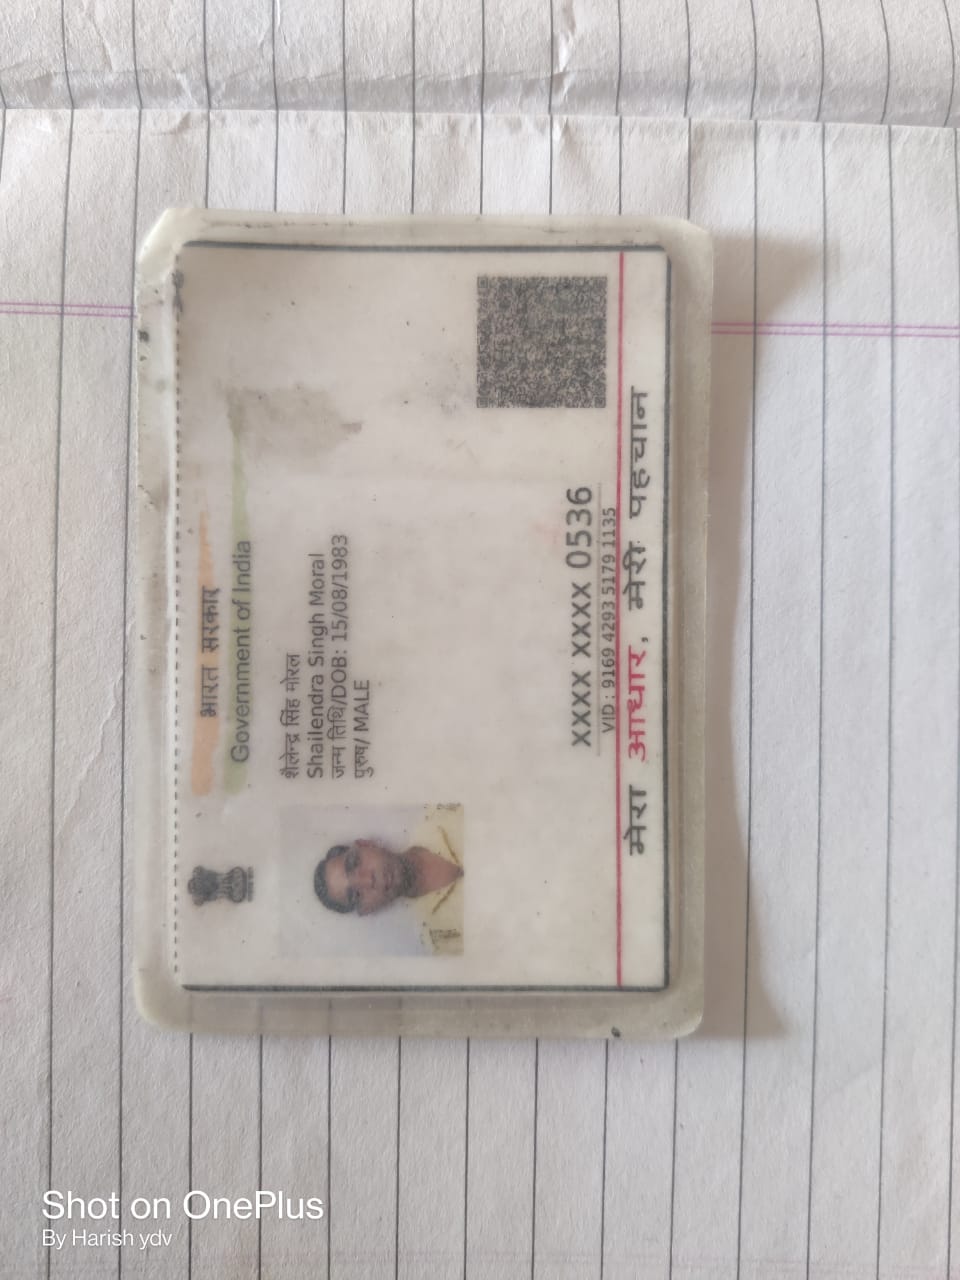 भारत सरकार
Government of India
शैलेन्द्र सिंह मोरल
Shailendra Singh Moral
जन्म तिथि/DOB: 15/08/1983
पुरुष/ MALE
XXXX XXXX 0536
VID : 9169 4293 5179 1135
मेरा आधार, मेरी पहचान
Shot on OnePlus
By Harish ydv